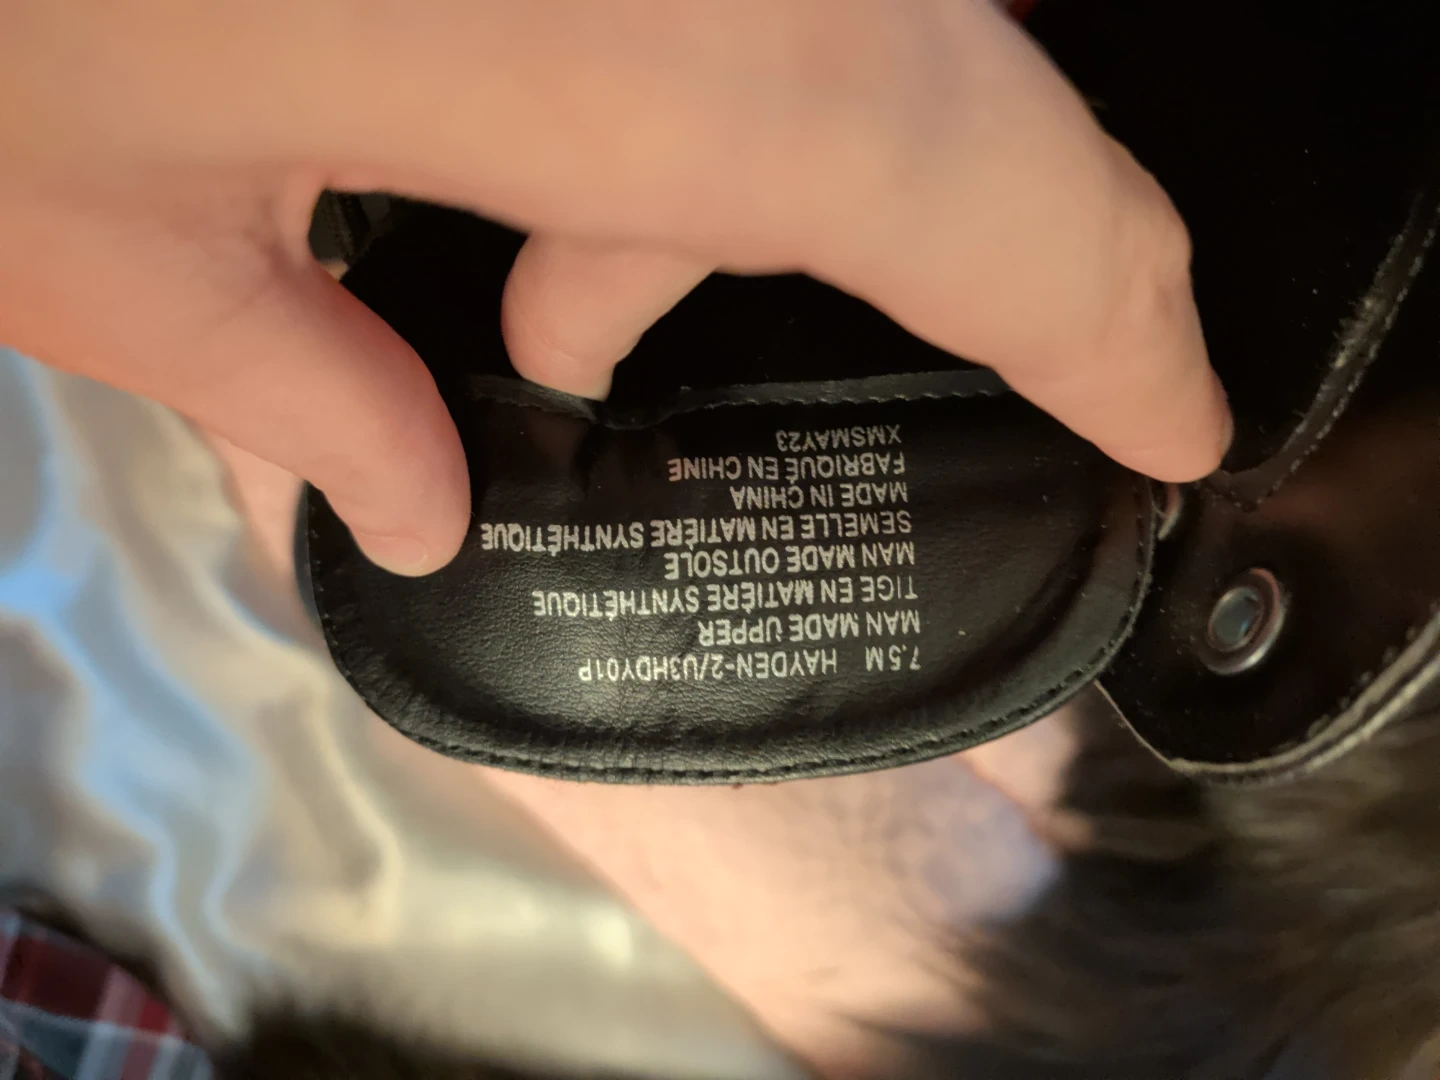 7.5 M HAYDEN-2/U3HDY01P
MAN MADE UPPER
TIGE EN MATIÈRE SYNTHÉTIQUE
MAN MADE OUTSOLE
SEMELLE EN MATIÈRE SYNTHÉTIQUE
MADE IN CHINA
FABRIQUÉ EN CHINE
XMSMAY23